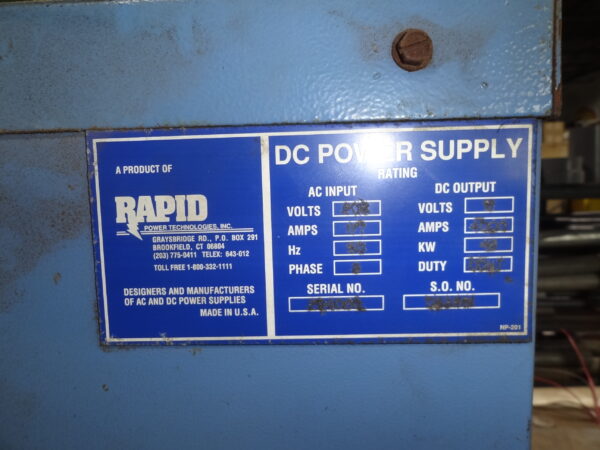 A PRODUCT OF
RAPID
POWER TECHNOLOGIES, INC.
GRAYSBRIDGE RD., P.O. BOX 291
BROOKFIELD, CT 06804
(203) 775-0411 TELEX: 643-012
TOLL FREE 1-800-332-1111
DESIGNERS AND MANUFACTURERS
OF AC AND DC POWER SUPPLIES
MADE IN U.S.A.
DC POWER SUPPLY
RATING
AC INPUT
VOLTS
AMPS
Hz
PHASE
DC OUTPUT
VOLTS
AMPS
KW
DUTY
SERIAL NO.
S.O. NO.
NP-201